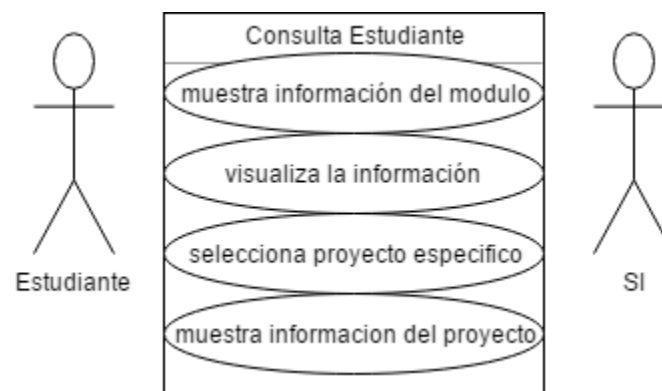 Consulta Estudiante
muestra información del modulo
visualiza la información
selecciona proyecto especifico
muestra informacion del proyecto
Estudiante
SI